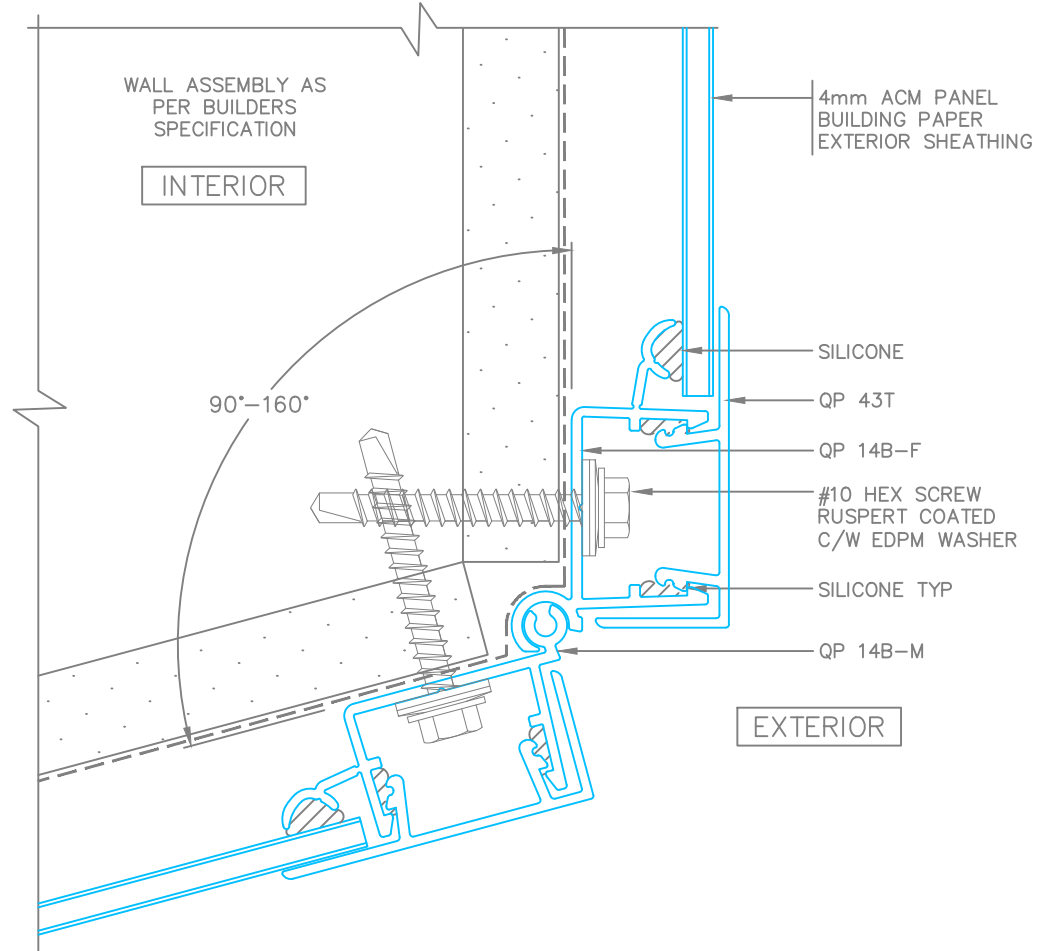 WALL ASSEMBLY AS
PER BUILDERS
SPECIFICATION
INTERIOR
4mm ACM PANEL
BUILDING PAPER
EXTERIOR SHEATHING
90°-160°
SILICONE
QP 43T
QP 14B-F
#10 HEX SCREW
RUSPERT COATED
C/W EDPM WASHER
SILICONE TYP
QP 14B-M
EXTERIOR